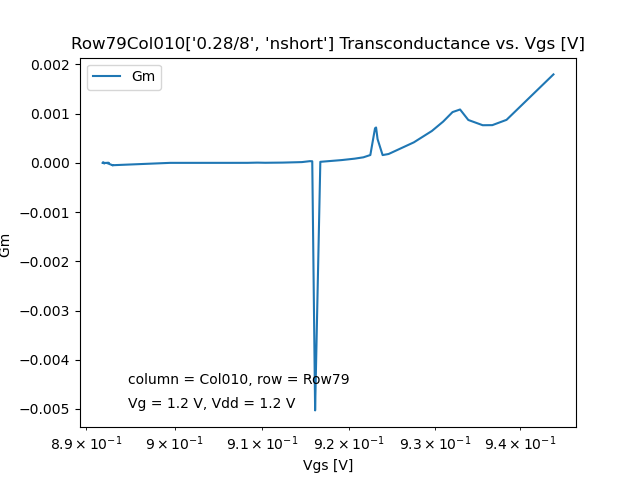 Row79Col010['0.28/8', 'nshort'] Transconductance vs. Vgs [V]
Gm
0.002
0.001
0.000
−0.001
−0.002
−0.003
−0.004
−0.005
Gm
column = Col010, row = Row79
Vg = 1.2 V, Vdd = 1.2 V
8.9 × 10⁻¹ 9 × 10⁻¹ 9.1 × 10⁻¹ 9.2 × 10⁻¹ 9.3 × 10⁻¹ 9.4 × 10⁻¹
Vgs [V]